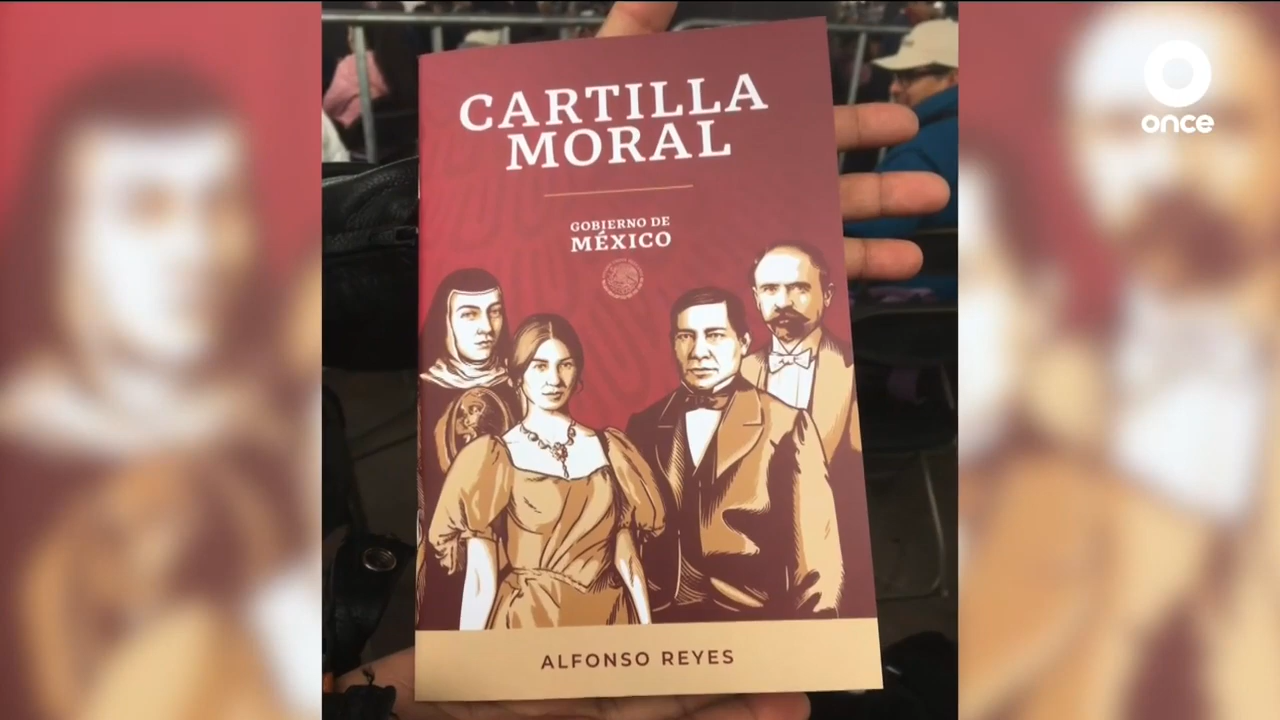 CARTILLA
MORAL
GOBIERNO DE
MÉXICO
ALFONSO REYES
once